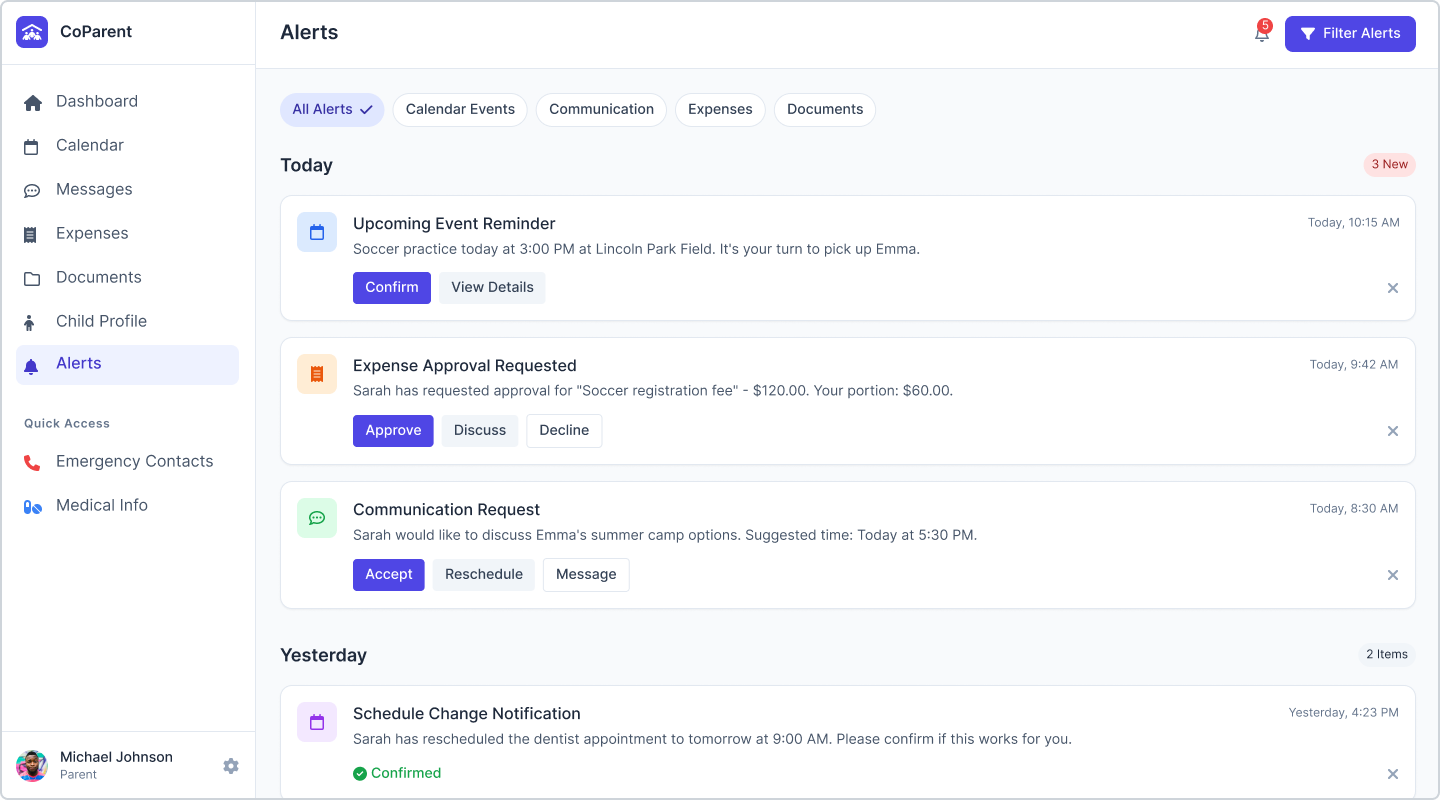 CoParent
Dashboard
Calendar
Messages
Expenses
Documents
Child Profile
Alerts
Quick Access
Emergency Contacts
Medical Info
Michael Johnson
Parent
Alerts
5
Filter Alerts
All Alerts
Calendar Events
Communication
Expenses
Documents
Today
3 New
Upcoming Event Reminder
Today, 10:15 AM
Soccer practice today at 3:00 PM at Lincoln Park Field. It's your turn to pick up Emma.
Confirm
View Details
Expense Approval Requested
Today, 9:42 AM
Sarah has requested approval for "Soccer registration fee" - $120.00. Your portion: $60.00.
Approve
Discuss
Decline
Communication Request
Today, 8:30 AM
Sarah would like to discuss Emma's summer camp options. Suggested time: Today at 5:30 PM.
Accept
Reschedule
Message
Yesterday
2 Items
Schedule Change Notification
Yesterday, 4:23 PM
Sarah has rescheduled the dentist appointment to tomorrow at 9:00 AM. Please confirm if this works for you.
Confirmed